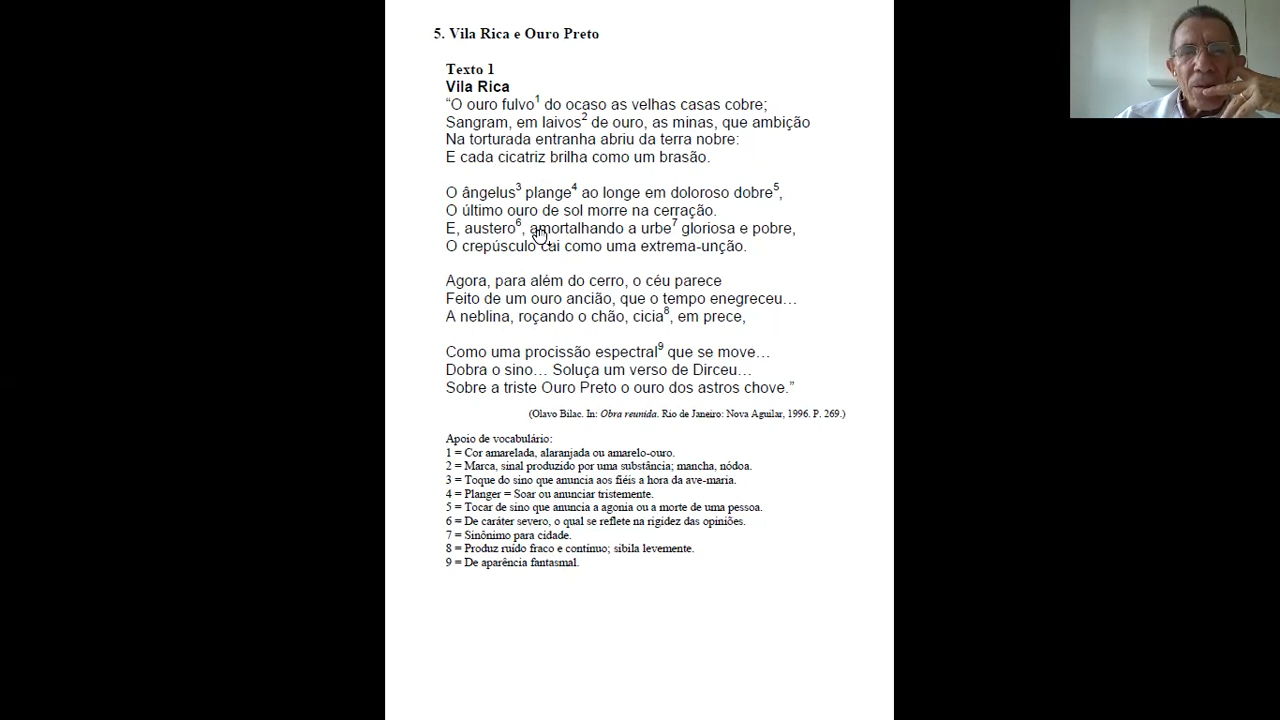 5. Vila Rica e Ouro Preto
Texto 1
Vila Rica
“O ouro fulvo¹ do ocaso as velhas casas cobre;
Sangram, em laivos² de ouro, as minas, que ambição
Na torturada entranha abriu da terra nobre:
E cada cicatriz brilha como um brasão.
O ângelus³ plange⁴ ao longe em doloroso dobre⁵,
O último ouro de sol morre na cerração.
E, austero⁶, amortalhando a urbe⁷ gloriosa e pobre,
O crepúsculo cai como uma extrema-unção.
Agora, para além do cerro, o céu parece
Feito de um ouro ancião, que o tempo enegreceu…
A neblina, roçando o chão, cicia⁸, em prece,
Como uma procissão espectral⁹ que se move…
Dobra o sino… Soluça um verso de Dirceu…
Sobre a triste Ouro Preto o ouro dos astros chove.”
(Olavo Bilac. In: Obra reunida. Rio de Janeiro: Nova Aguilar, 1996. P. 269.)
Apoio de vocabulário:
1 = Cor amarelada, alaranjada ou amarelo-ouro.
2 = Marca, sinal produzido por uma substância; mancha, nódoa.
3 = Toque do sino que anuncia aos fiéis a hora da ave-maria.
4 = Planger = Soar ou anunciar tristemente.
5 = Tocar de sino que anuncia a agonia ou a morte de uma pessoa.
6 = De caráter severo, o qual se reflete na rigidez das opiniões.
7 = Sinônimo para cidade.
8 = Produz ruído fraco e contínuo; sibila levemente.
9 = De aparência fantasmal.